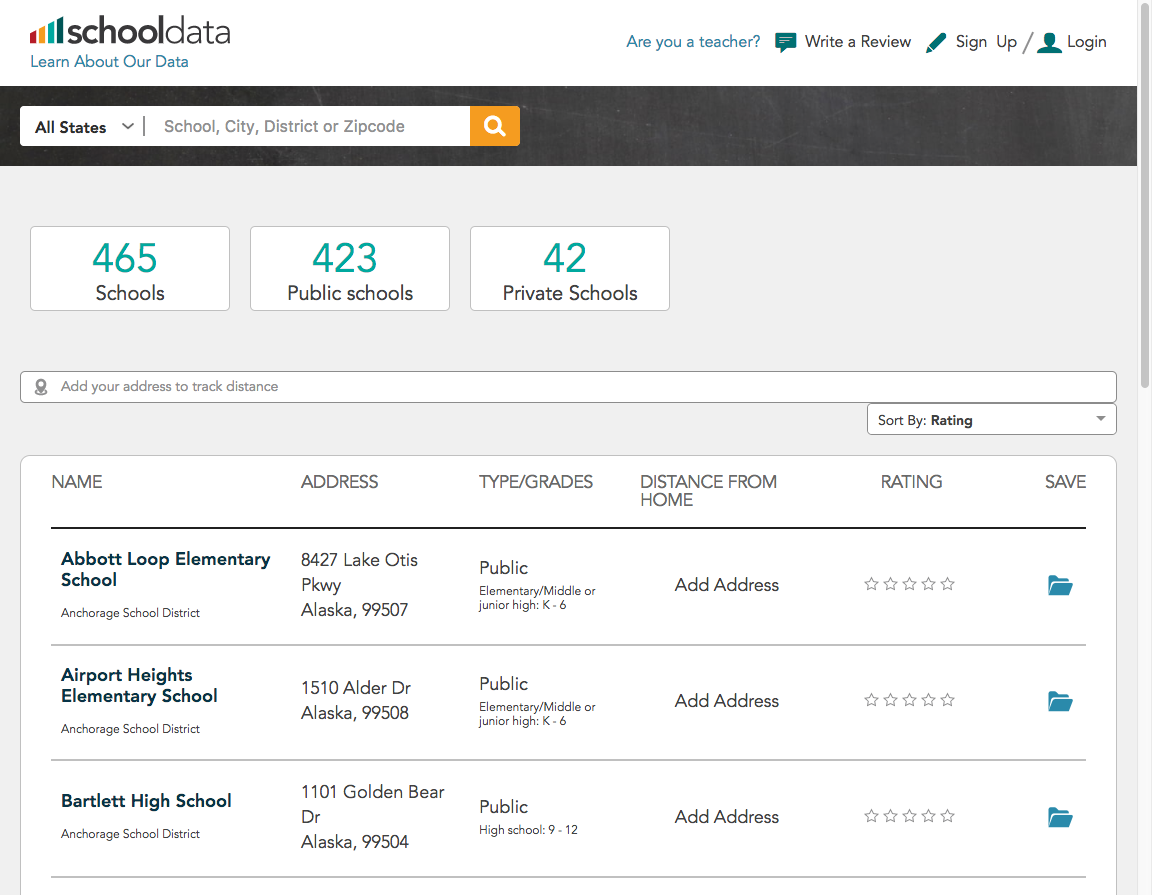 schooldata
Learn About Our Data
Are you a teacher?
Write a Review
Sign Up / Login
All States
School, City, District or Zipcode
465
Schools
423
Public schools
42
Private Schools
Add your address to track distance
Sort By: Rating
NAME
ADDRESS
TYPE/GRADES
DISTANCE FROM
HOME
RATING
SAVE
Abbott Loop Elementary
School
Anchorage School District
8427 Lake Otis
Pkwy
Alaska, 99507
Public
Elementary/Middle or
junior high: K - 6
Add Address
Airport Heights
Elementary School
Anchorage School District
1510 Alder Dr
Alaska, 99508
Public
Elementary/Middle or
junior high: K - 6
Add Address
Bartlett High School
Anchorage School District
1101 Golden Bear
Dr
Alaska, 99504
Public
High school: 9 - 12
Add Address